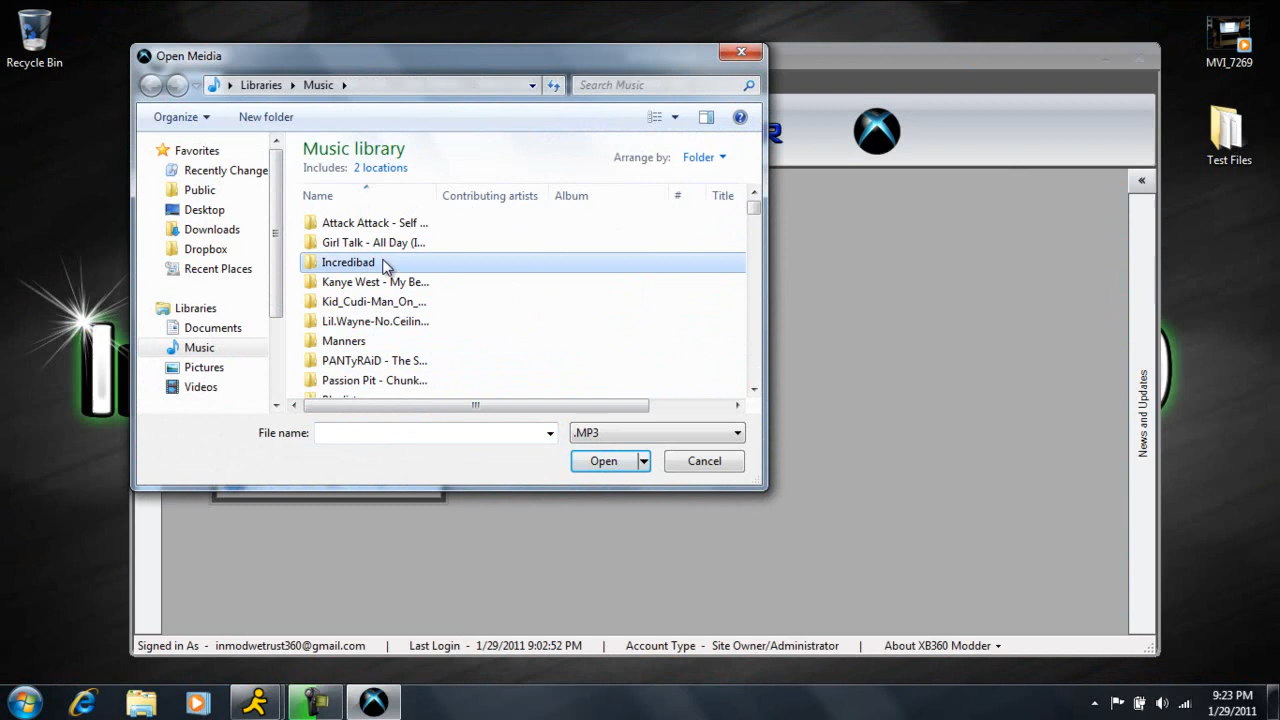 Recycle Bin
MVI_7269
Test Files
Open Meidia
Libraries
Music
Search Music
Organize
New folder
Favorites
Recently Change
Public
Desktop
Downloads
Dropbox
Recent Places
Libraries
Documents
Music
Pictures
Videos
Music library
Includes: 2 locations
Arrange by: Folder
Name Contributing artists Album # Title
Attack Attack - Self ...
Girl Talk - All Day (I...
Incredibad
Kanye West - My Be...
Kid_Cudi-Man_On_...
Lil.Wayne-No.Ceilin...
Manners
PANTyRAiD - The S...
Passion Pit - Chunk...
File name:
.MP3
Open
Cancel
R
«
News and Updates
Signed in As - inmodwetrust360@gmail.com | Last Login - 1/29/2011 9:02:52 PM | Account Type - Site Owner/Administrator | About XB360 Modder
9:23 PM
1/29/2011